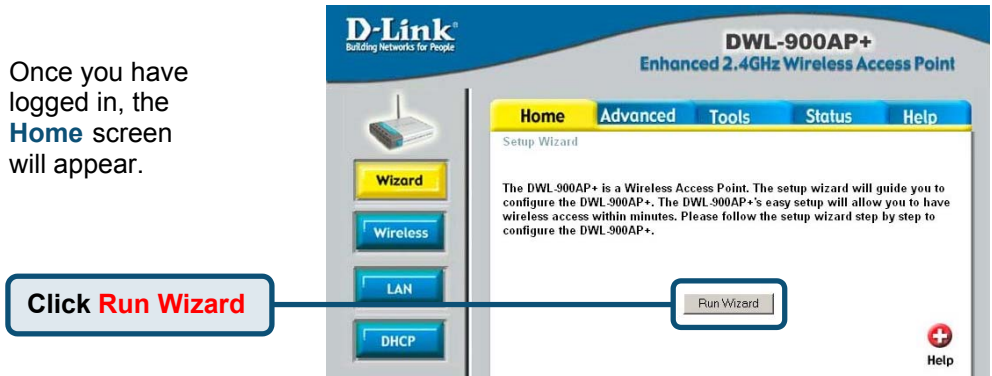 Once you have
logged in, the
Home screen
will appear.
Click Run Wizard
D-Link®
Building Networks for People
DWL-900AP+
Enhanced 2.4GHz Wireless Access Point
Home Advanced Tools Status Help
Setup Wizard
Wizard
Wireless
LAN
DHCP
The DWL-900AP+ is a Wireless Access Point. The setup wizard will guide you to
configure the DWL-900AP+. The DWL-900AP+'s easy setup will allow you to have
wireless access within minutes. Please follow the setup wizard step by step to
configure the DWL-900AP+.
Run Wizard
Help